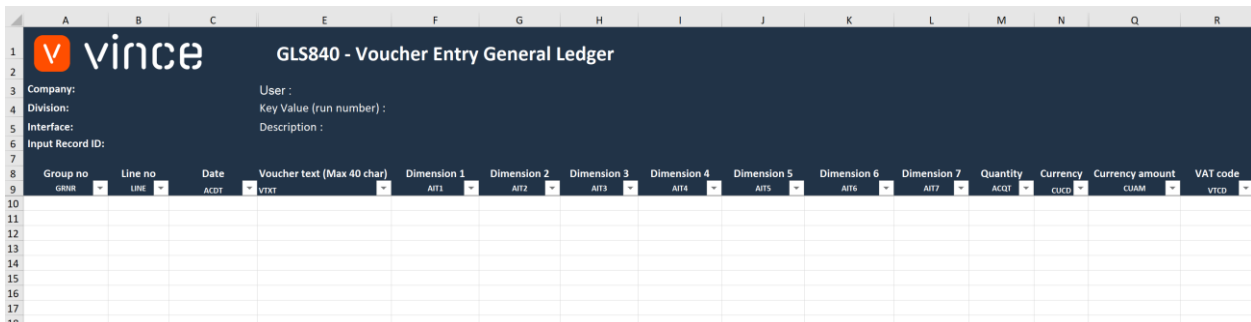 A B C E F G H I J K L M N Q R
1 vince GLS840 - Voucher Entry General Ledger
2
3 Company: User :
4 Division: Key Value (run number) :
5 Interface: Description :
6 Input Record ID:
7
8 Group no Line no Date Voucher text (Max 40 char) Dimension 1 Dimension 2 Dimension 3 Dimension 4 Dimension 5 Dimension 6 Dimension 7 Quantity Currency Currency amount VAT code
9 GRNR LINE ACDT VTXT AIT1 AIT2 AIT3 AIT4 AIT5 AIT6 AIT7 ACQT CUCD CUAM VTCD
10
11
12
13
14
15
16
17